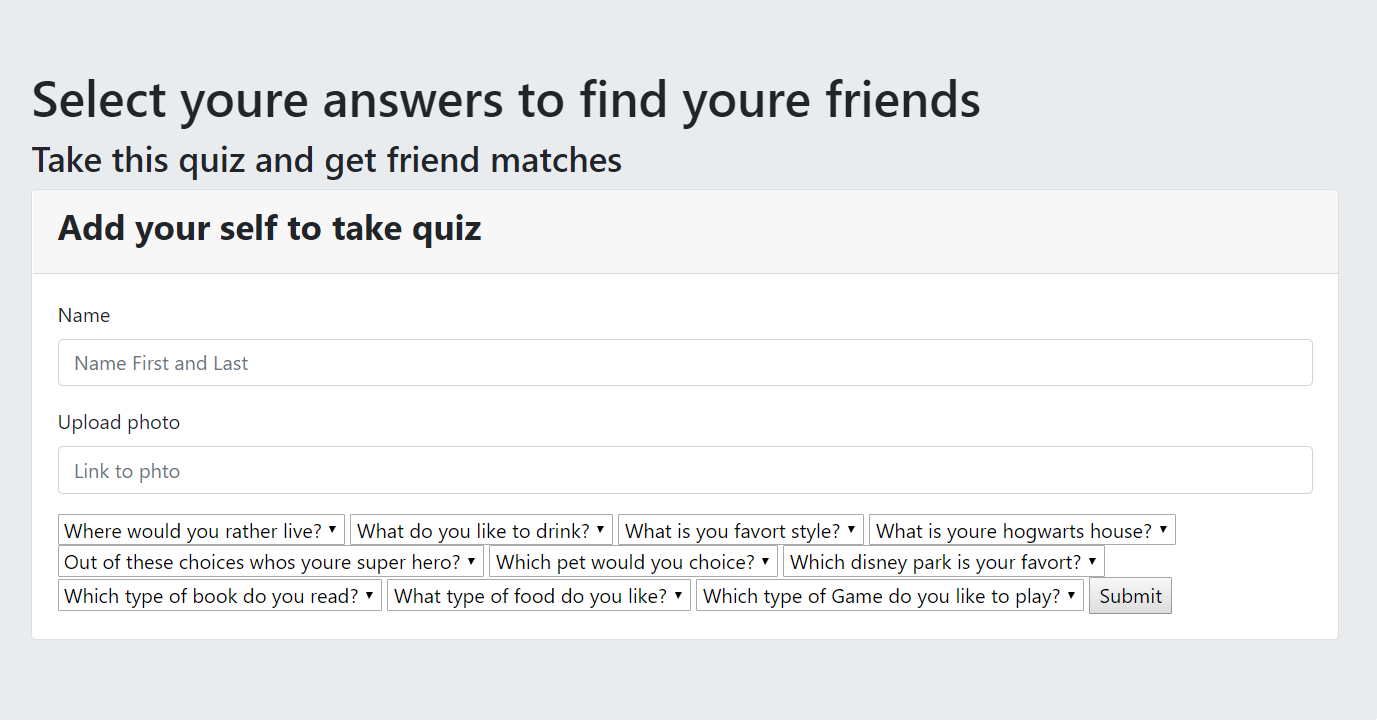 Select youre answers to find youre friends
Take this quiz and get friend matches
Add your self to take quiz
Name
Name First and Last
Upload photo
Link to phto
Where would you rather live? What do you like to drink? What is you favort style? What is youre hogwarts house?
Out of these choices whos youre super hero? Which pet would you choice? Which disney park is your favort?
Which type of book do you read? What type of food do you like? Which type of Game do you like to play? Submit